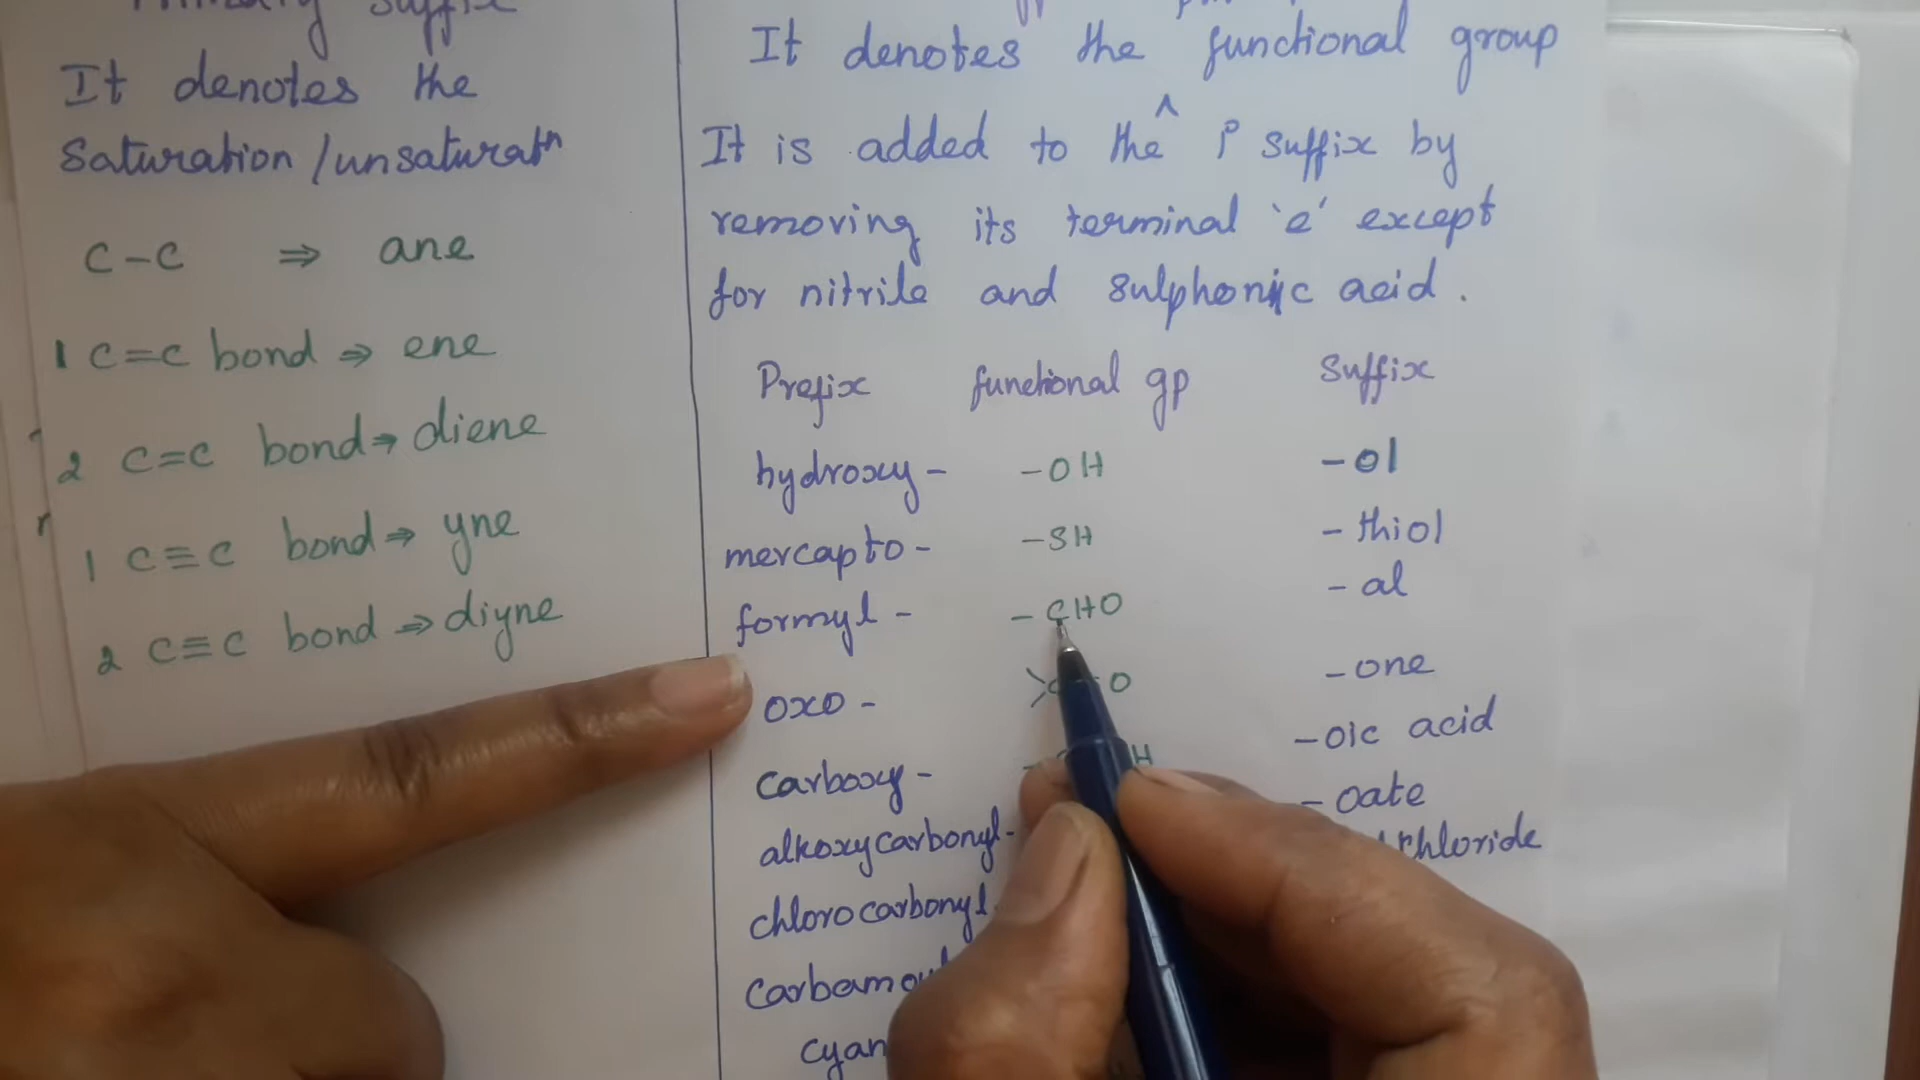 suffix
It denotes the
Saturation /unsaturatn
C-C ⇒ ane
1 C=C bond ⇒ ene
2 C=C bond ⇒ diene
1 C≡C bond ⇒ yne
2 C≡C bond ⇒ diyne
It denotes the functional group
It is added to the ^ 1° suffix by
removing its terminal 'e' except
for nitrile and sulphonic acid.
Prefix functional gp Suffix
hydroxy- -OH -ol
mercapto- -SH -thiol
formyl- -CHO -al
oxo- O -one
carboxy- H -oic acid
alkoxycarbonyl- -oate
chlorocarbonyl chloride